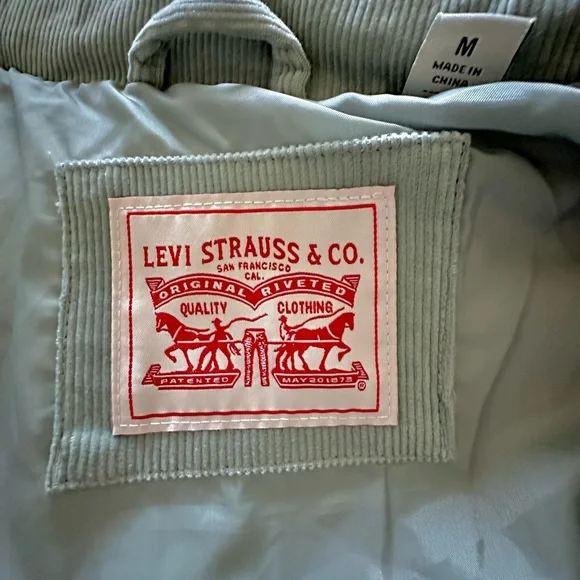 M
MADE IN
CHINA
LEVI STRAUSS & CO.
SAN FRANCISCO
CAL.
ORIGINAL RIVETED
QUALITY CLOTHING
PATENTED MAY 20 1873
®